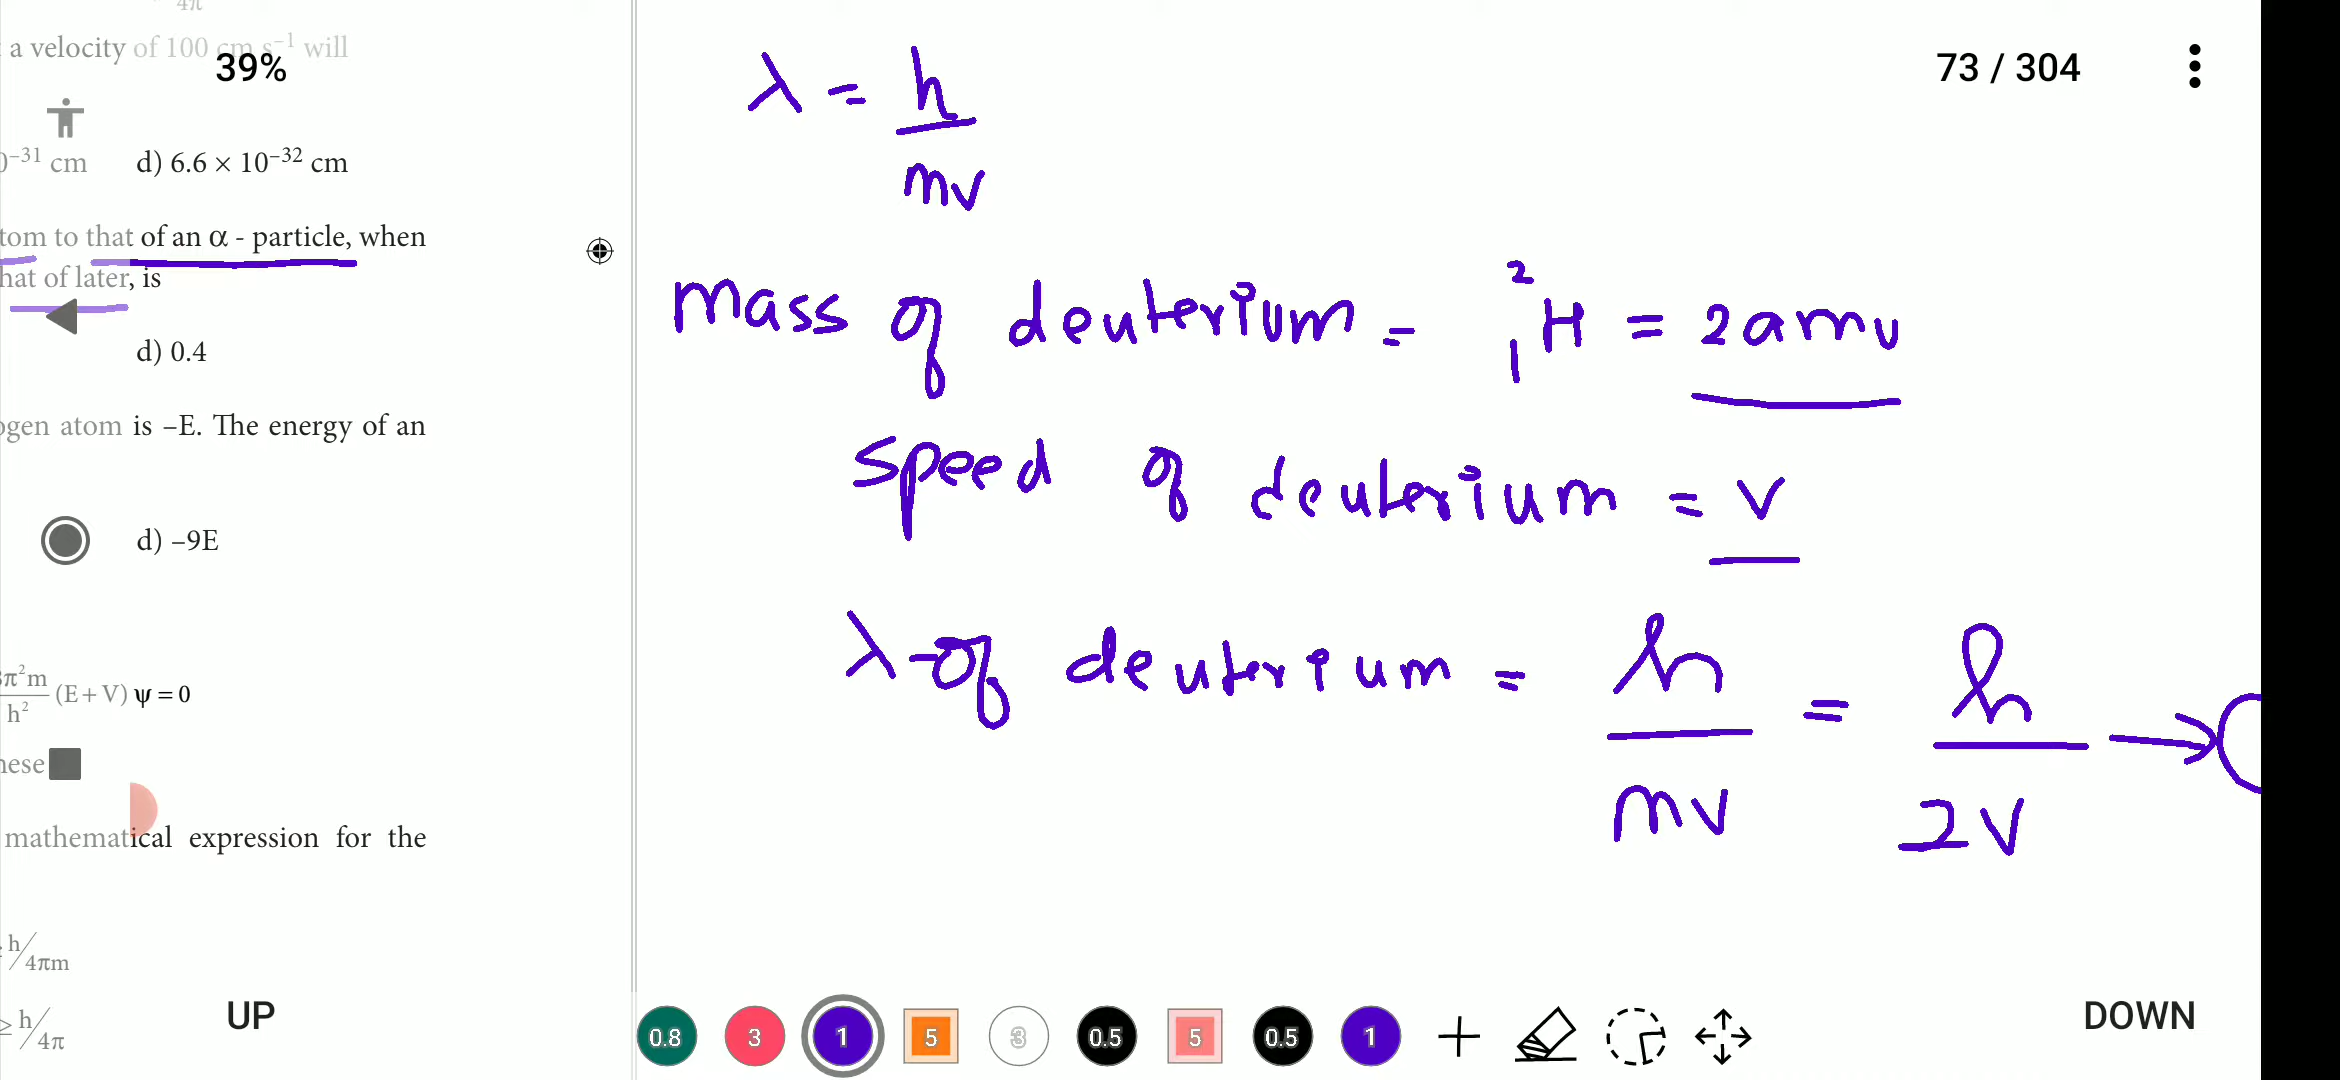 4π
a velocity of 100 cm s⁻¹ will
39%
73 / 304
⁻³¹ cm d) 6.6 × 10⁻³² cm
tom to that of an α - particle, when
hat of later, is
d) 0.4
ogen atom is –E. The energy of an
d) –9E
π²m/h² (E + V) ψ = 0
hese
mathematical expression for the
h/4πm
≥ h/4π
UP
λ = h/mv
mass of deuterium = ²₁H = 2amu
speed of deuterium = v
λ of deuterium = h/mv = h/2v →
0.8 3 1 5 3 0.5 5 0.5 1
DOWN